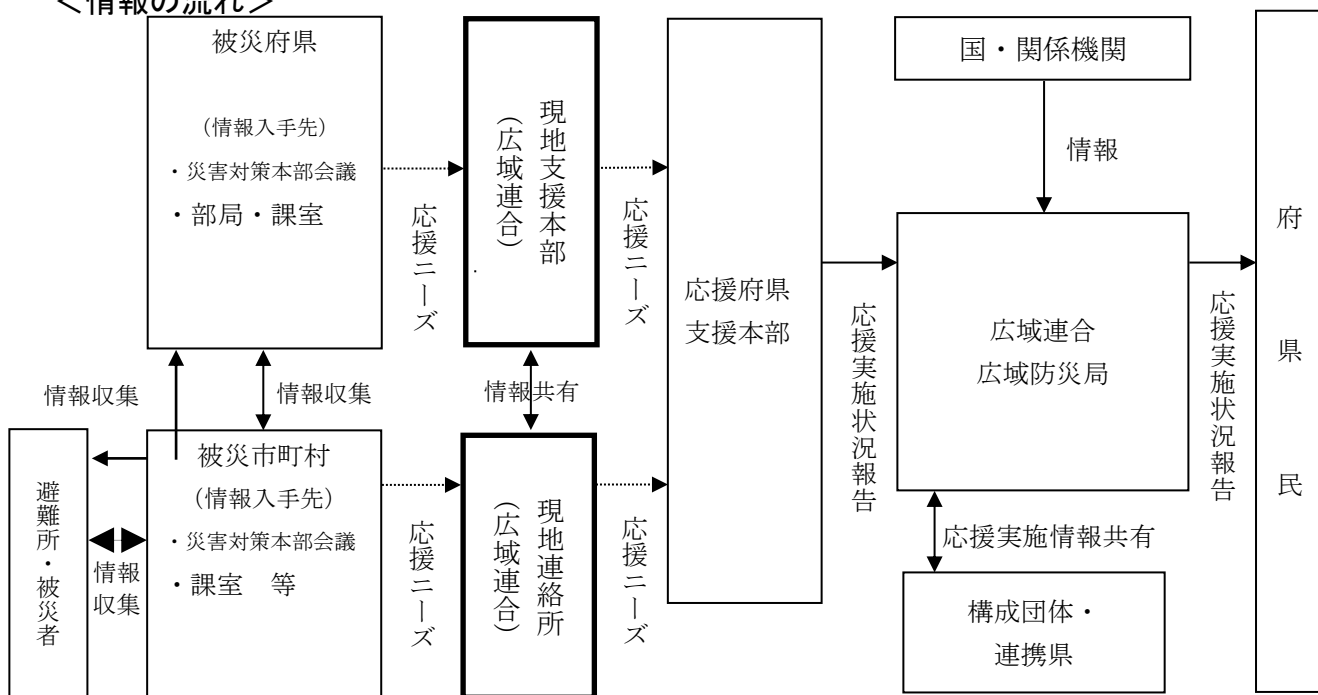 ＜情報の流れ＞
被災府県
（情報入手先）
・災害対策本部会議
・部局・課室
応援ニーズ
現地支援本部
（広域連合）
応援ニーズ
応援府県
支援本部
応援実施状況報告
国・関係機関
情報
広域連合
広域防災局
応援実施状況報告
府県民
情報収集
情報収集
情報共有
避難所・被災者
情報
収集
被災市町村
（情報入手先）
・災害対策本部会議
・課室　等
応援ニーズ
現地連絡所
（広域連合）
応援ニーズ
応援実施情報共有
構成団体・
連携県